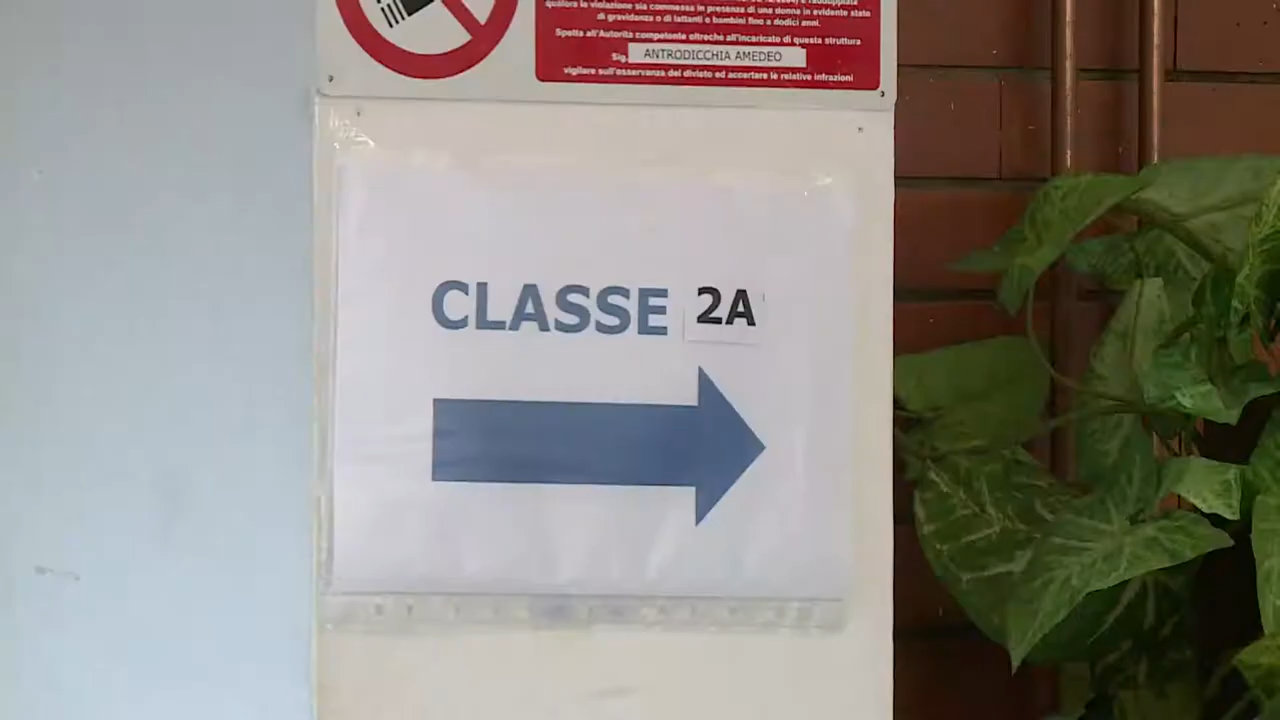 qualora la violazione sia commessa in presenza di una donna in evidente stato
di gravidanza o di lattanti o bambini fino a dodici anni.
Spetta all'Autorità competente oltreché all'incaricato di questa struttura
Sig. ANTRODICCHIA AMEDEO
vigilare sull'osservanza del divieto ed accertare le relative infrazioni
CLASSE 2A